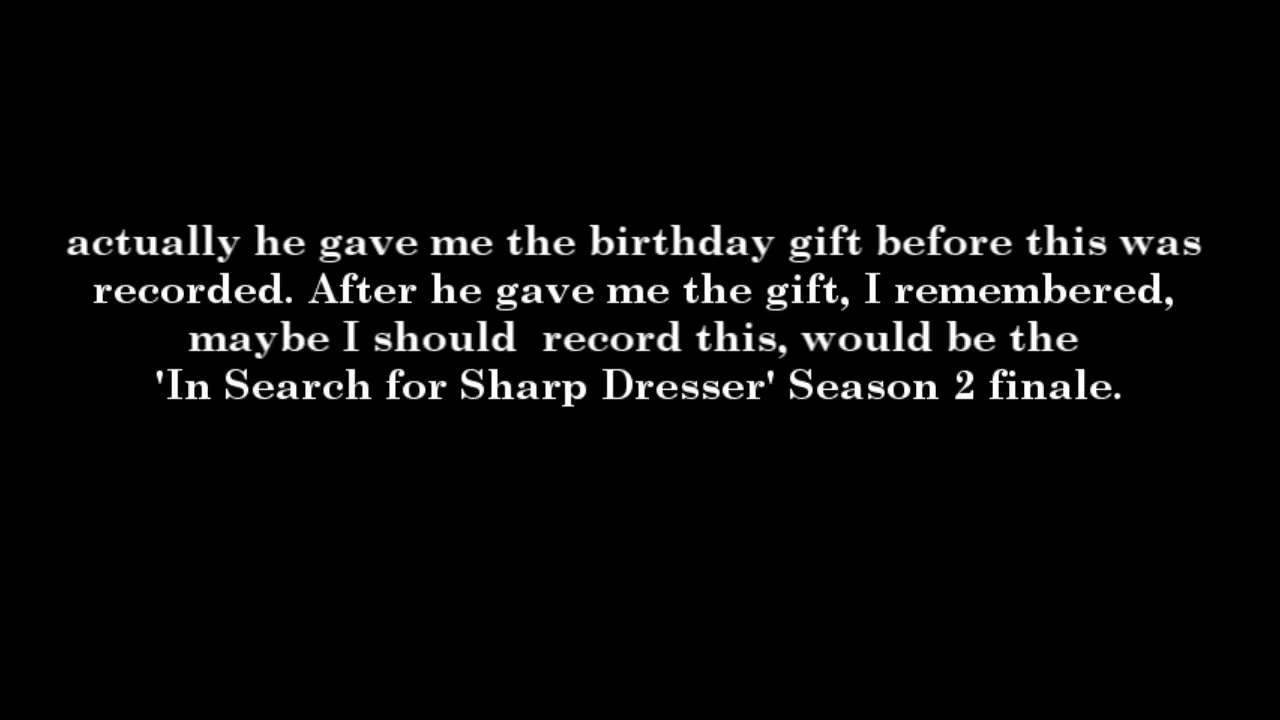 actually he gave me the birthday gift before this was
recorded. After he gave me the gift, I remembered,
maybe I should  record this, would be the
'In Search for Sharp Dresser' Season 2 finale.